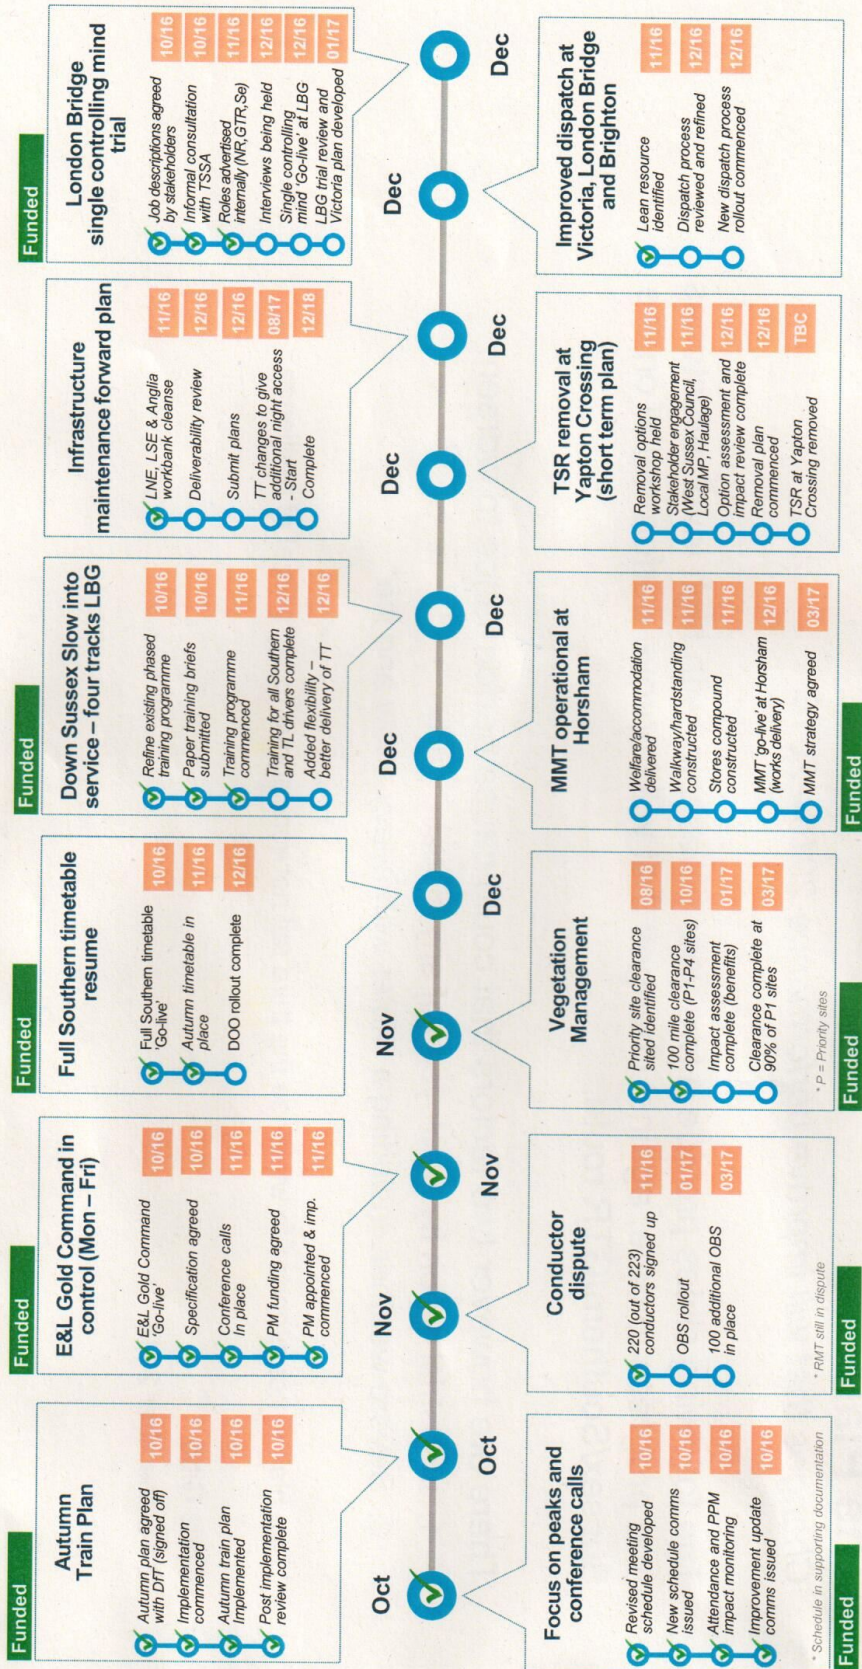 Funded
Autumn
Train Plan
Autumn plan agreed
with DfT (signed off)
10/16
Implementation
commenced
10/16
Autumn train plan
Implemented
10/16
Post implementation
review complete
10/16
Funded
E&L Gold Command in
control (Mon – Fri)
E&L Gold Command
'Go-live'
10/16
Specification agreed
10/16
Conference calls
In place
11/16
PM funding agreed
11/16
PM appointed & imp.
commenced
11/16
Funded
Full Southern timetable
resume
Full Southern timetable
'Go-live'
10/16
Autumn timetable in
place
11/16
DOO rollout complete
12/16
Funded
Down Sussex Slow into
service – four tracks LBG
Refine existing phased
training programme
10/16
Paper training briefs
submitted
10/16
Training programme
commenced
11/16
Training for all Southern
and TL drivers complete
12/16
Added flexibility –
better delivery of TT
12/16
Infrastructure
maintenance forward plan
LNE, LSE & Anglia
workbank cleanse
11/16
Deliverability review
12/16
Submit plans
12/16
TT changes to give
additional night access
- Start
08/17
Complete
12/18
Funded
London Bridge
single controlling mind
trial
Job descriptions agreed
by stakeholders
10/16
Informal consultation
with TSSA
10/16
Roles advertised
internally (NR,GTR,Se)
11/16
Interviews being held
12/16
Single controlling
mind 'Go-live' at LBG
12/16
LBG trial review and
Victoria plan developed
01/17
Oct
Oct
Nov
Nov
Nov
Dec
Dec
Dec
Dec
Dec
Dec
Dec
Focus on peaks and
conference calls
Revised meeting
schedule developed
10/16
New schedule comms
issued
10/16
Attendance and PPM
impact monitoring
10/16
Improvement update
comms issued
10/16
* Schedule in supporting documentation
Funded
Conductor
dispute
220 (out of 223)
conductors signed up
11/16
OBS rollout
01/17
100 additional OBS
in place
03/17
* RMT still in dispute
Funded
Vegetation
Management
Priority site clearance
sited identified
08/16
100 mile clearance
complete (P1-P4 sites)
10/16
Impact assessment
complete (benefits)
01/17
Clearance complete at
90% of P1 sites
03/17
* P = Priority sites
Funded
MMT operational at
Horsham
Welfare/accommodation
delivered
11/16
Walkway/hardstanding
constructed
11/16
Stores compound
constructed
11/16
MMT 'go-live' at Horsham
(works delivery)
12/16
MMT strategy agreed
03/17
Funded
TSR removal at
Yapton Crossing
(short term plan)
Removal options
workshop held
11/16
Stakeholder engagement
(West Sussex Council,
Local MP, Haulage)
11/16
Option assessment and
impact review complete
12/16
Removal plan
commenced
12/16
TSR at Yapton
Crossing removed
TBC
Improved dispatch at
Victoria, London Bridge
and Brighton
Lean resource
identified
11/16
Dispatch process
reviewed and refined
12/16
New dispatch process
rollout commenced
12/16